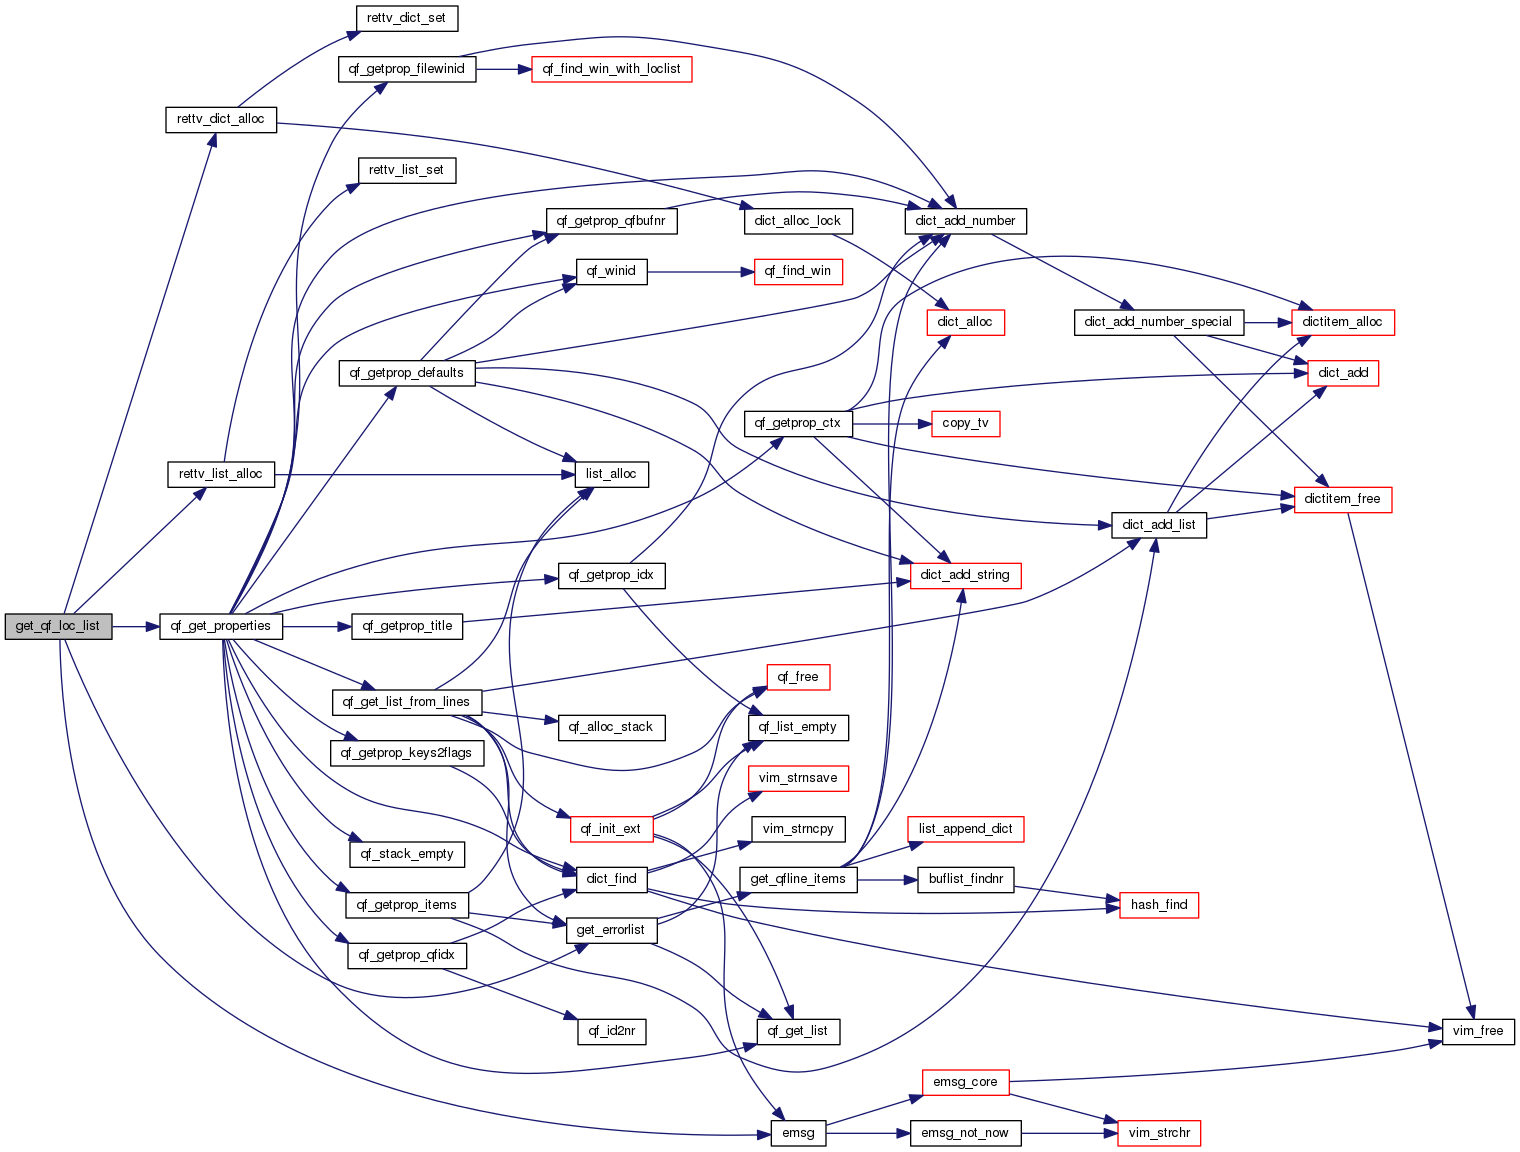 rettv_dict_set
qf_getprop_filewinid
qf_find_win_with_loclist
rettv_dict_alloc
rettv_list_set
qf_getprop_qfbufnr
dict_alloc_lock
dict_add_number
qf_winid
qf_find_win
dict_alloc
dict_add_number_special
dictitem_alloc
qf_getprop_defaults
dict_add
qf_getprop_ctx
copy_tv
rettv_list_alloc
list_alloc
dictitem_free
dict_add_list
qf_getprop_idx
dict_add_string
get_qf_loc_list
qf_get_properties
qf_getprop_title
qf_free
qf_get_list_from_lines
qf_alloc_stack
qf_list_empty
qf_getprop_keys2flags
vim_strnsave
qf_init_ext
vim_strncpy
list_append_dict
qf_stack_empty
dict_find
get_qfline_items
buflist_findnr
qf_getprop_items
hash_find
get_errorlist
qf_getprop_qfidx
qf_id2nr
qf_get_list
vim_free
emsg_core
emsg
emsg_not_now
vim_strchr